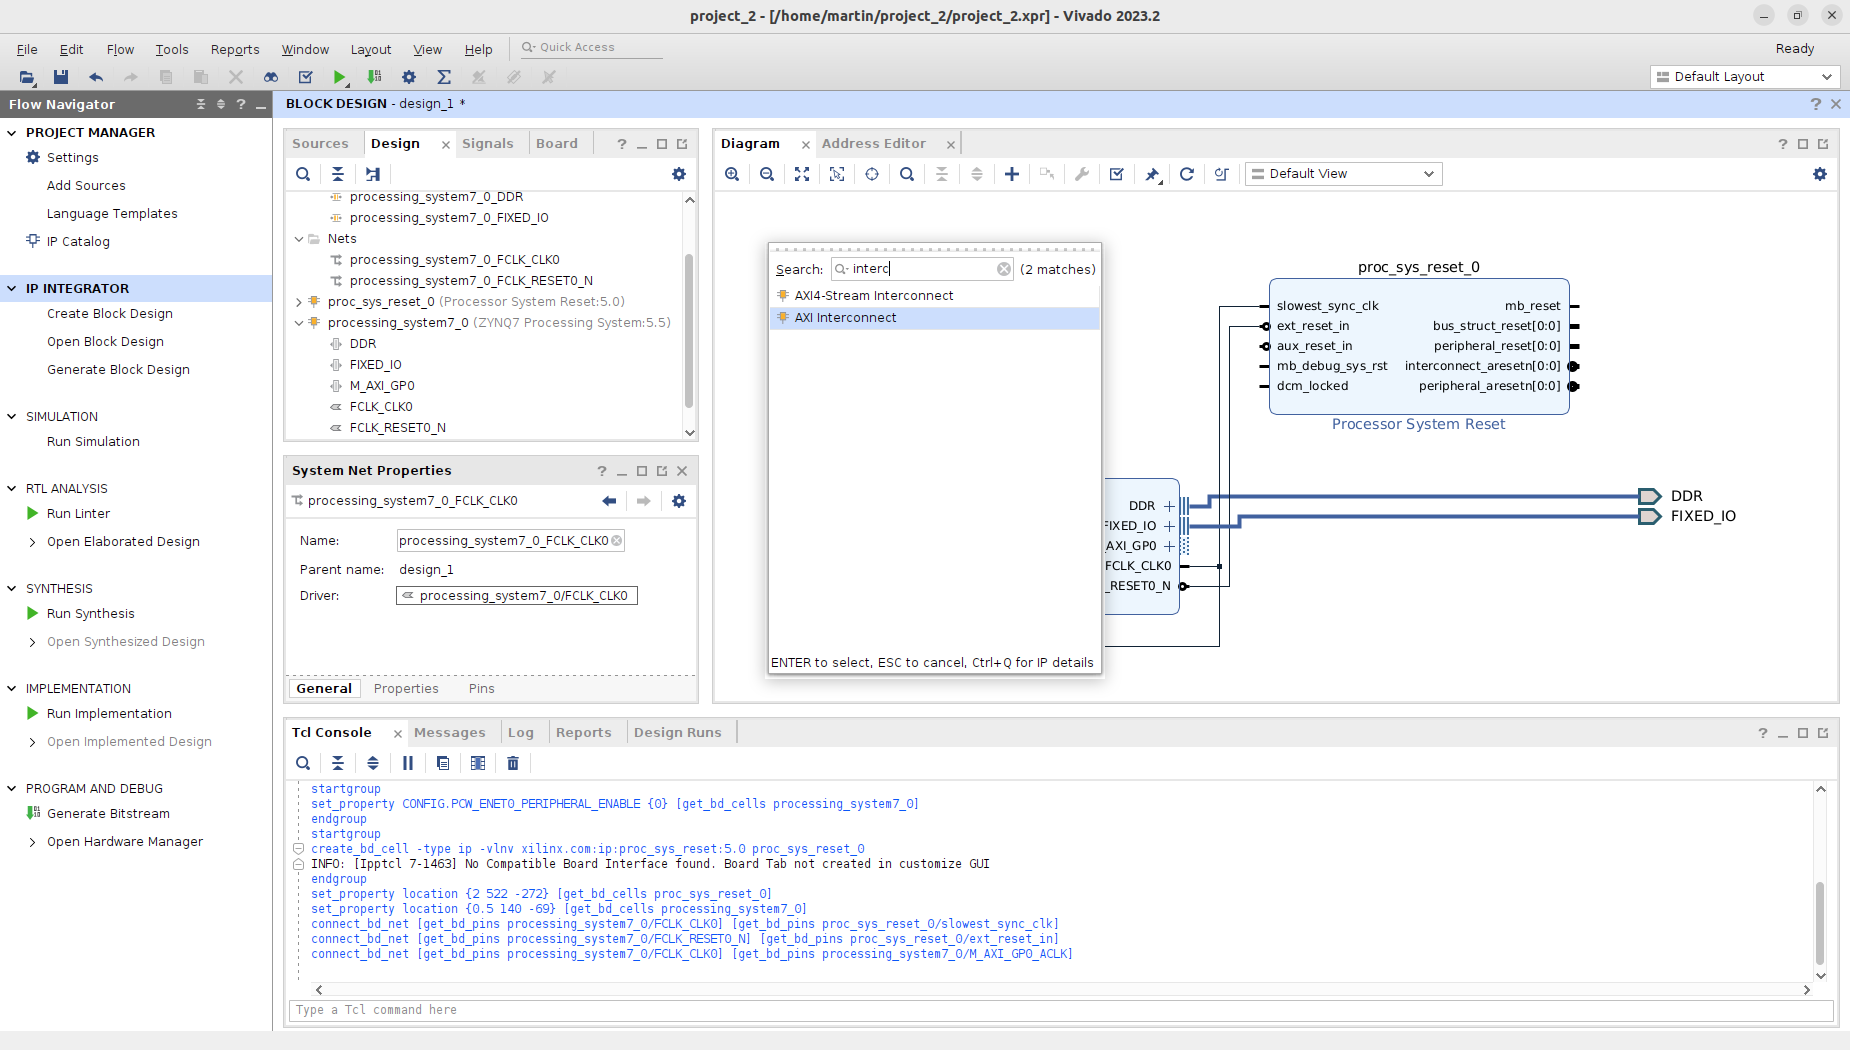 project_2 - [/home/martin/project_2/project_2.xpr] - Vivado 2023.2
File Edit Flow Tools Reports Window Layout View Help Quick Access Ready
Default Layout
Flow Navigator
PROJECT MANAGER
Settings
Add Sources
Language Templates
IP Catalog
IP INTEGRATOR
Create Block Design
Open Block Design
Generate Block Design
SIMULATION
Run Simulation
RTL ANALYSIS
Run Linter
Open Elaborated Design
SYNTHESIS
Run Synthesis
Open Synthesized Design
IMPLEMENTATION
Run Implementation
Open Implemented Design
PROGRAM AND DEBUG
Generate Bitstream
Open Hardware Manager
BLOCK DESIGN - design_1 *
Sources Design Signals Board
processing_system7_0_DDR
processing_system7_0_FIXED_IO
Nets
processing_system7_0_FCLK_CLK0
processing_system7_0_FCLK_RESET0_N
proc_sys_reset_0 (Processor System Reset:5.0)
processing_system7_0 (ZYNQ7 Processing System:5.5)
DDR
FIXED_IO
M_AXI_GP0
FCLK_CLK0
FCLK_RESET0_N
System Net Properties
processing_system7_0_FCLK_CLK0
Name: processing_system7_0_FCLK_CLK0
Parent name: design_1
Driver: processing_system7_0/FCLK_CLK0
General Properties Pins
Diagram Address Editor
Default View
Search: interc (2 matches)
AXI4-Stream Interconnect
AXI Interconnect
ENTER to select, ESC to cancel, Ctrl+Q for IP details
proc_sys_reset_0
slowest_sync_clk mb_reset
ext_reset_in bus_struct_reset[0:0]
aux_reset_in peripheral_reset[0:0]
mb_debug_sys_rst interconnect_aresetn[0:0]
dcm_locked peripheral_aresetn[0:0]
Processor System Reset
DDR
FIXED_IO
_AXI_GP0
FCLK_CLK0
_RESET0_N
DDR
FIXED_IO
Tcl Console Messages Log Reports Design Runs
startgroup
set_property CONFIG.PCW_ENET0_PERIPHERAL_ENABLE {0} [get_bd_cells processing_system7_0]
endgroup
startgroup
create_bd_cell -type ip -vlnv xilinx.com:ip:proc_sys_reset:5.0 proc_sys_reset_0
INFO: [Ipptcl 7-1463] No Compatible Board Interface found. Board Tab not created in customize GUI
endgroup
set_property location {2 522 -272} [get_bd_cells proc_sys_reset_0]
set_property location {0.5 140 -69} [get_bd_cells processing_system7_0]
connect_bd_net [get_bd_pins processing_system7_0/FCLK_CLK0] [get_bd_pins proc_sys_reset_0/slowest_sync_clk]
connect_bd_net [get_bd_pins processing_system7_0/FCLK_RESET0_N] [get_bd_pins proc_sys_reset_0/ext_reset_in]
connect_bd_net [get_bd_pins processing_system7_0/FCLK_CLK0] [get_bd_pins processing_system7_0/M_AXI_GP0_ACLK]
Type a Tcl command here